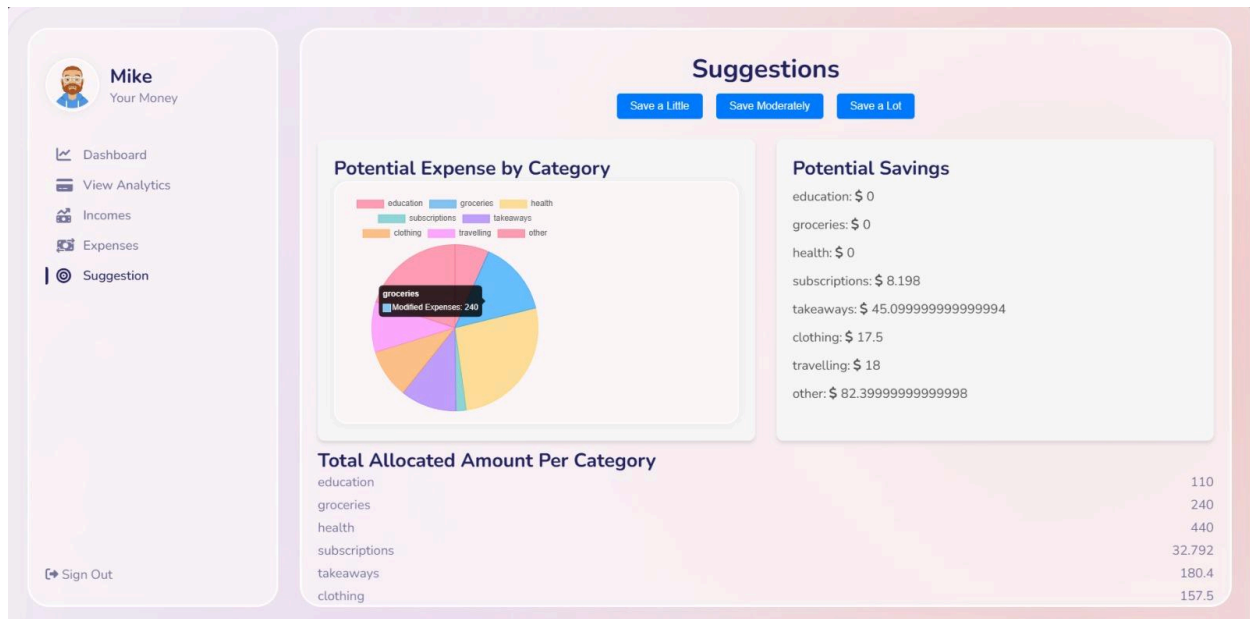 Mike
Your Money
Dashboard
View Analytics
Incomes
Expenses
Suggestion
Sign Out
Suggestions
Save a Little Save Moderately Save a Lot
Potential Expense by Category
education groceries health
subscriptions takeaways
clothing travelling other
groceries
Modified Expenses: 240
Potential Savings
education: $ 0
groceries: $ 0
health: $ 0
subscriptions: $ 8.198
takeaways: $ 45.099999999999994
clothing: $ 17.5
travelling: $ 18
other: $ 82.39999999999998
Total Allocated Amount Per Category
education 110
groceries 240
health 440
subscriptions 32.792
takeaways 180.4
clothing 157.5